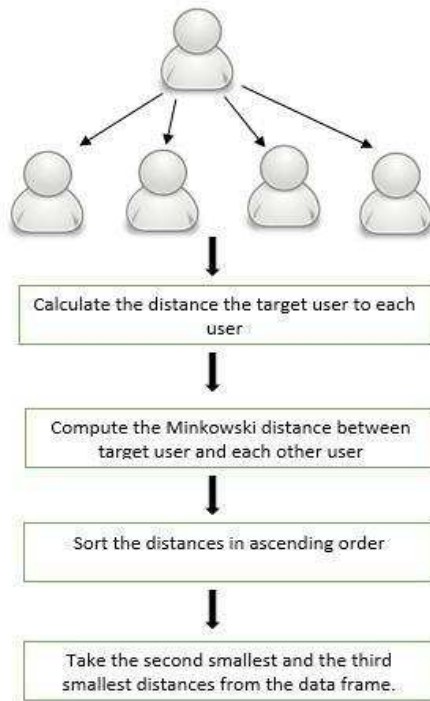 Calculate the distance the target user to each
user
Compute the Minkowski distance between
target user and each other user
Sort the distances in ascending order
Take the second smallest and the third
smallest distances from the data frame.